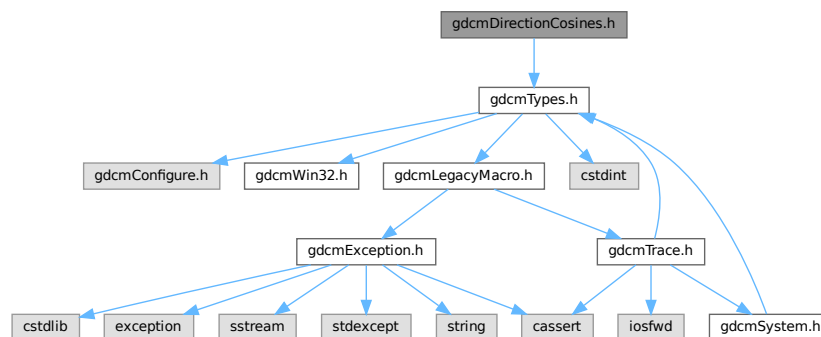 gdcmDirectionCosines.h
gdcmTypes.h
gdcmConfigure.h
gdcmWin32.h
gdcmLegacyMacro.h
cstdint
gdcmException.h
gdcmTrace.h
cstdlib
exception
sstream
stdexcept
string
cassert
iosfwd
gdcmSystem.h